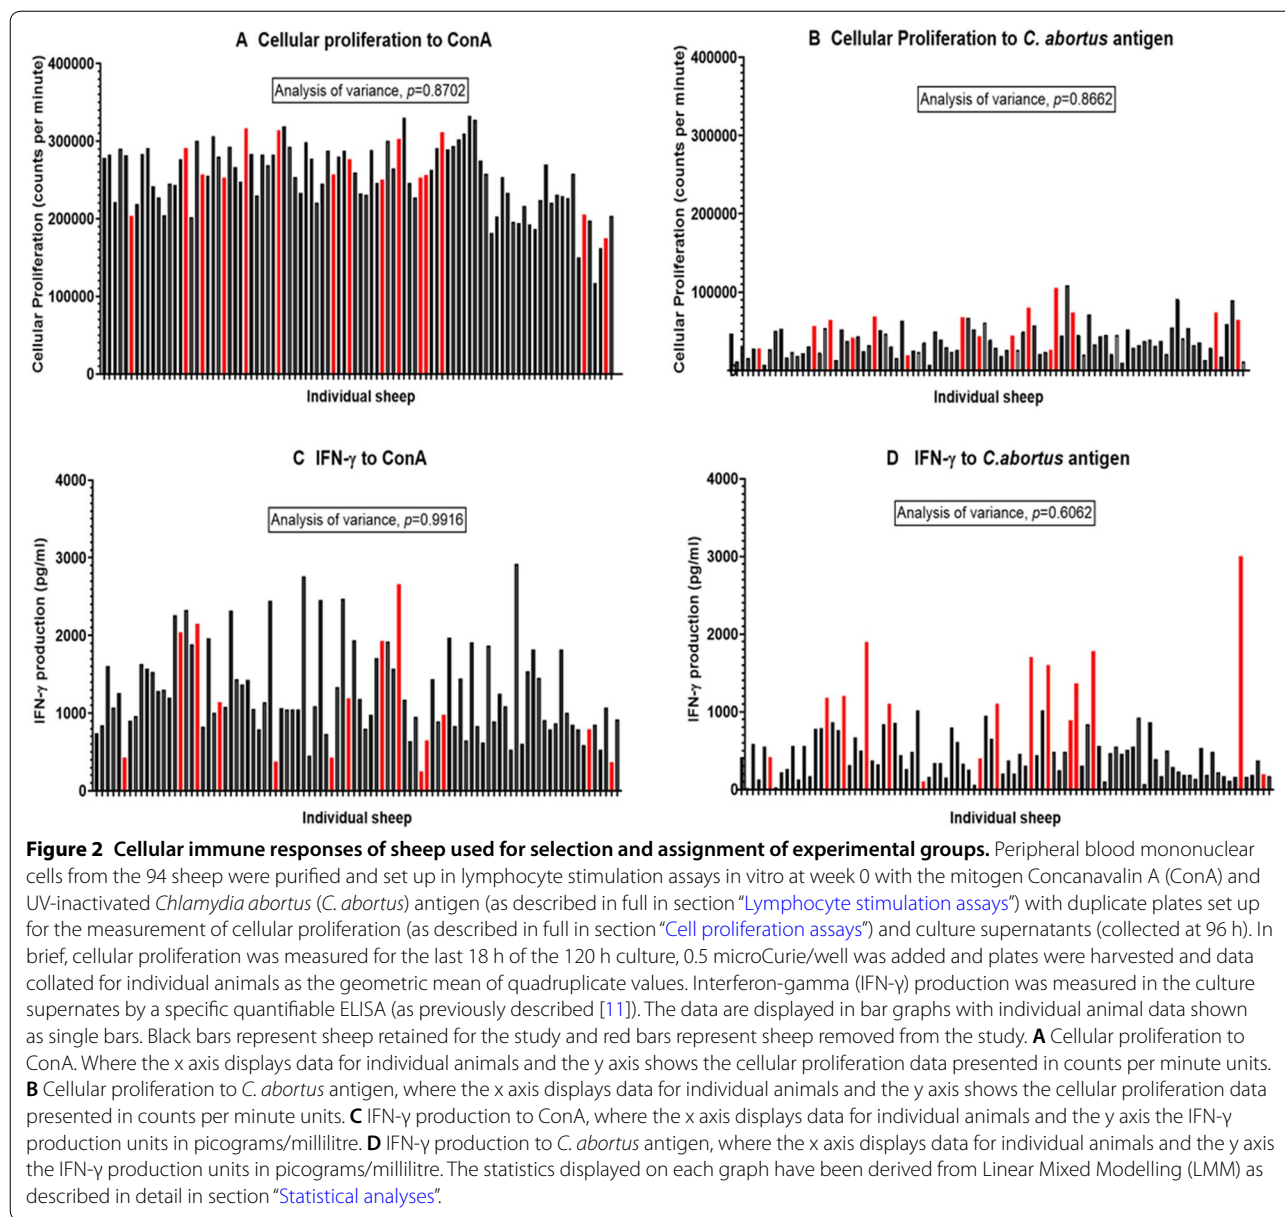 A Cellular proliferation to ConA
Cellular Proliferation (counts per minute)
400000
300000
200000
100000
0
Analysis of variance, p=0.8702
Individual sheep
B Cellular Proliferation to C. abortus antigen
Cellular Proliferation (counts per minute)
400000
300000
200000
100000
0
Analysis of variance, p=0.8662
Individual sheep
C IFN-γ to ConA
IFN-γ production (pg/ml)
4000
3000
2000
1000
0
Analysis of variance, p=0.9916
Individual sheep
D IFN-γ to C.abortus antigen
IFN-γ production (pg/ml)
4000
3000
2000
1000
0
Analysis of variance, p=0.6062
Individual sheep
Figure 2 Cellular immune responses of sheep used for selection and assignment of experimental groups. Peripheral blood mononuclear
cells from the 94 sheep were purified and set up in lymphocyte stimulation assays in vitro at week 0 with the mitogen Concanavalin A (ConA) and
UV-inactivated Chlamydia abortus (C. abortus) antigen (as described in full in section “Lymphocyte stimulation assays”) with duplicate plates set up
for the measurement of cellular proliferation (as described in full in section “Cell proliferation assays”) and culture supernatants (collected at 96 h). In
brief, cellular proliferation was measured for the last 18 h of the 120 h culture, 0.5 microCurie/well was added and plates were harvested and data
collated for individual animals as the geometric mean of quadruplicate values. Interferon-gamma (IFN-γ) production was measured in the culture
supernates by a specific quantifiable ELISA (as previously described [11]). The data are displayed in bar graphs with individual animal data shown
as single bars. Black bars represent sheep retained for the study and red bars represent sheep removed from the study. A Cellular proliferation to
ConA. Where the x axis displays data for individual animals and the y axis shows the cellular proliferation data presented in counts per minute units.
B Cellular proliferation to C. abortus antigen, where the x axis displays data for individual animals and the y axis shows the cellular proliferation data
presented in counts per minute units. C IFN-γ production to ConA, where the x axis displays data for individual animals and the y axis the IFN-γ
production units in picograms/millilitre. D IFN-γ production to C. abortus antigen, where the x axis displays data for individual animals and the y axis
the IFN-γ production units in picograms/millilitre. The statistics displayed on each graph have been derived from Linear Mixed Modelling (LMM) as
described in detail in section “Statistical analyses”.